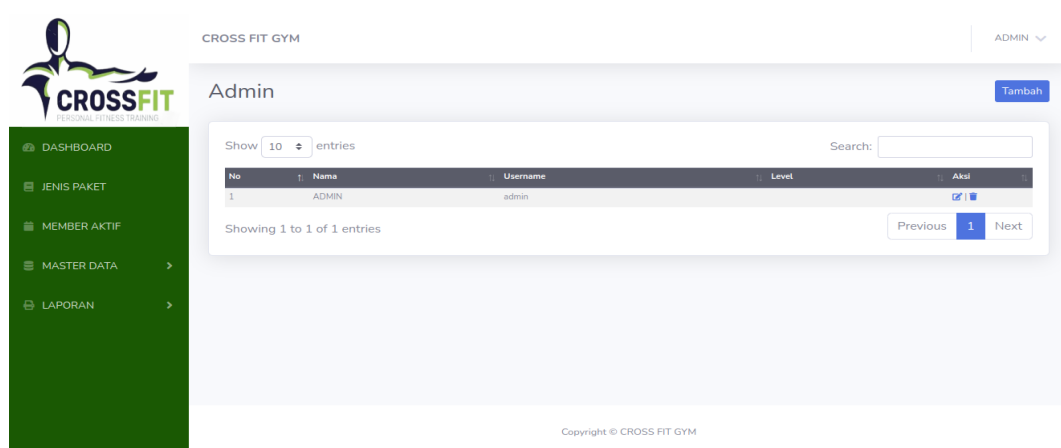 CROSSFIT
PERSONAL FITNESS TRAINING
DASHBOARD
JENIS PAKET
MEMBER AKTIF
MASTER DATA
LAPORAN
CROSS FIT GYM
ADMIN
Admin
Tambah
Show 10 entries
Search:
No Nama Username Level Aksi
1 ADMIN admin
Showing 1 to 1 of 1 entries
Previous 1 Next
Copyright © CROSS FIT GYM